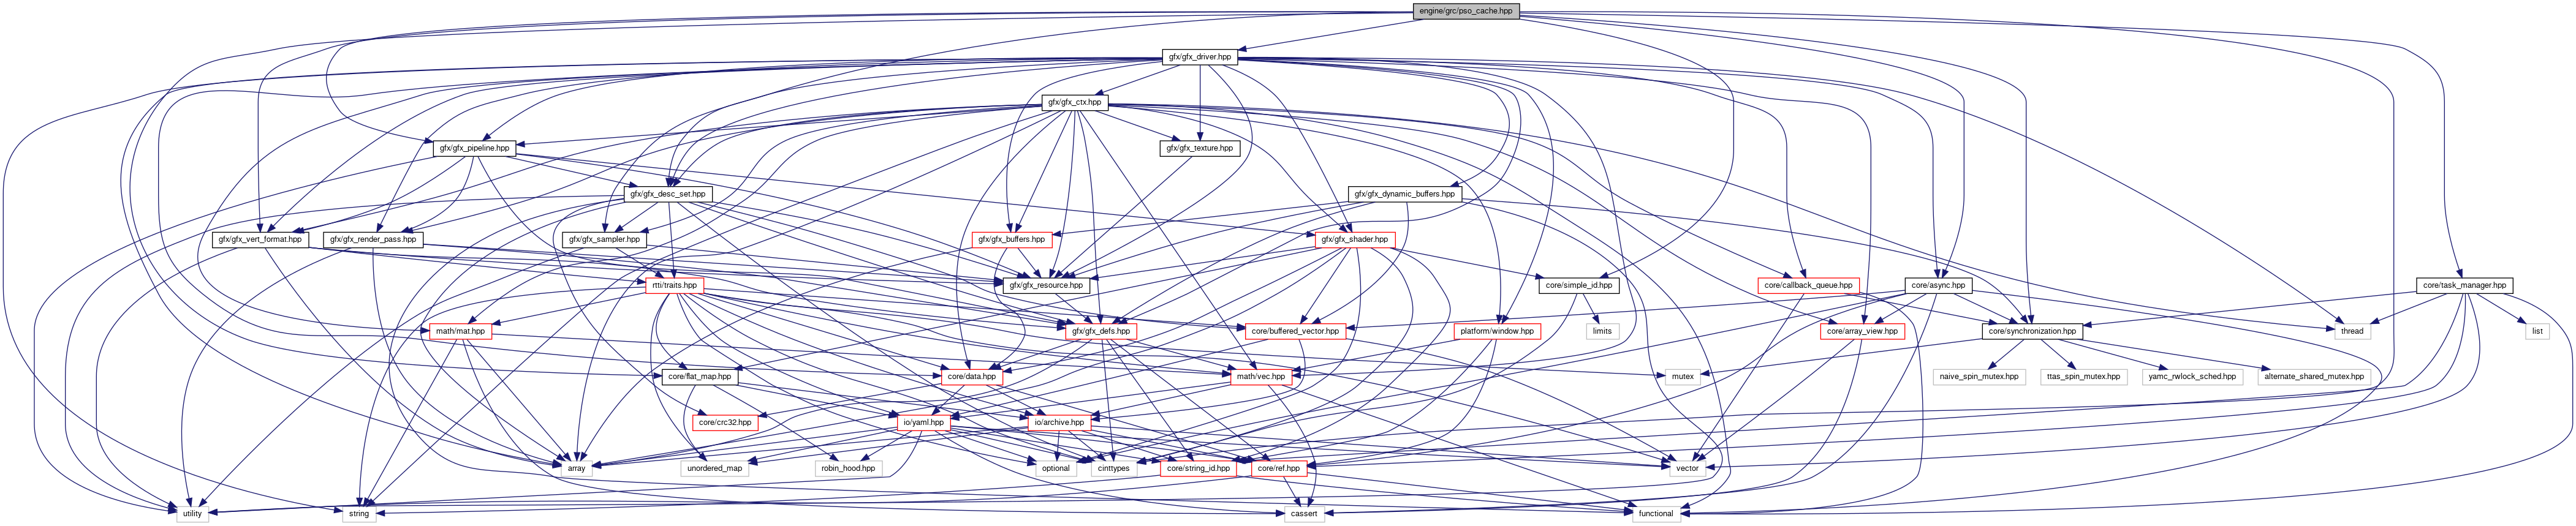 engine/grc/pso_cache.hpp
gfx/gfx_driver.hpp
gfx/gfx_ctx.hpp
gfx/gfx_pipeline.hpp
gfx/gfx_texture.hpp
gfx/gfx_desc_set.hpp
gfx/gfx_dynamic_buffers.hpp
gfx/gfx_vert_format.hpp
gfx/gfx_render_pass.hpp
gfx/gfx_sampler.hpp
gfx/gfx_buffers.hpp
gfx/gfx_shader.hpp
rtti/traits.hpp
gfx/gfx_resource.hpp
core/simple_id.hpp
core/callback_queue.hpp
core/async.hpp
core/task_manager.hpp
math/mat.hpp
gfx/gfx_defs.hpp
core/buffered_vector.hpp
platform/window.hpp
limits
core/array_view.hpp
core/synchronization.hpp
thread
list
core/flat_map.hpp
core/data.hpp
math/vec.hpp
mutex
naive_spin_mutex.hpp
ttas_spin_mutex.hpp
yamc_rwlock_sched.hpp
alternate_shared_mutex.hpp
core/crc32.hpp
io/yaml.hpp
io/archive.hpp
array
unordered_map
robin_hood.hpp
optional
cinttypes
core/string_id.hpp
core/ref.hpp
vector
utility
string
cassert
functional